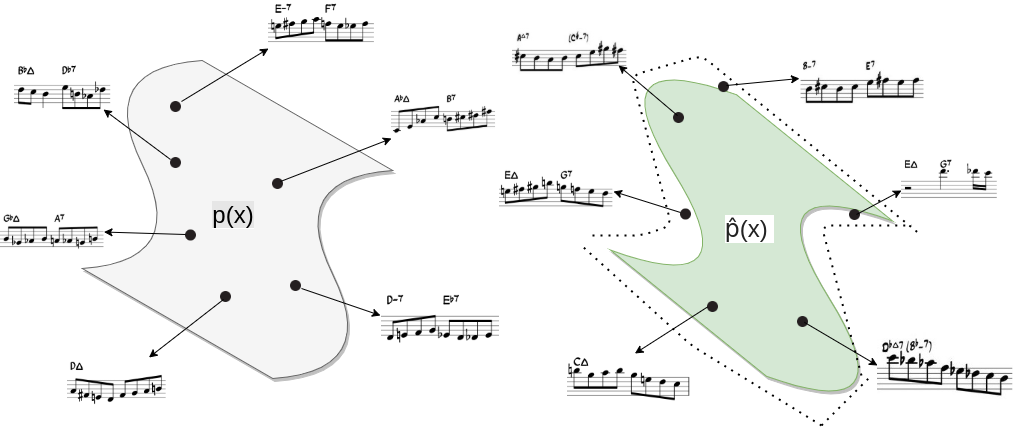 E-7 F7
B♭Δ D♭7
A♭Δ B7
p(x)
G♭Δ A7
D-7 E♭7
DΔ
AΔ7 (C#-7)
B-7 E7
EΔ G7
EΔ G7
p̂(x)
CΔ
D♭Δ7 (B♭-7)